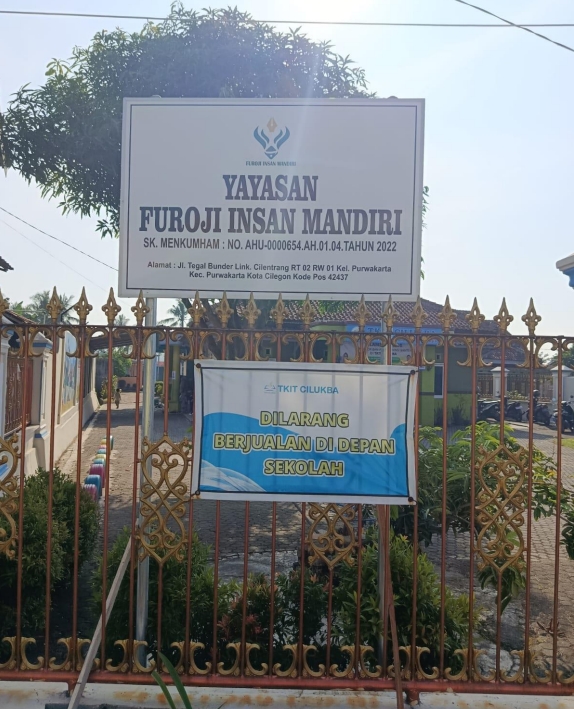 FUROJI INSAN MANDIRI
YAYASAN
FUROJI INSAN MANDIRI
SK. MENKUMHAM : NO. AHU-0000654.AH.01.04.TAHUN 2022
Alamat : Jl. Tegal Bunder Link. Cilentrang RT 02 RW 01 Kel. Purwakarta
Kec. Purwakarta Kota Cilegon Kode Pos 42437
TKIT CILUKBA
DILARANG
BERJUALAN DI DEPAN
SEKOLAH